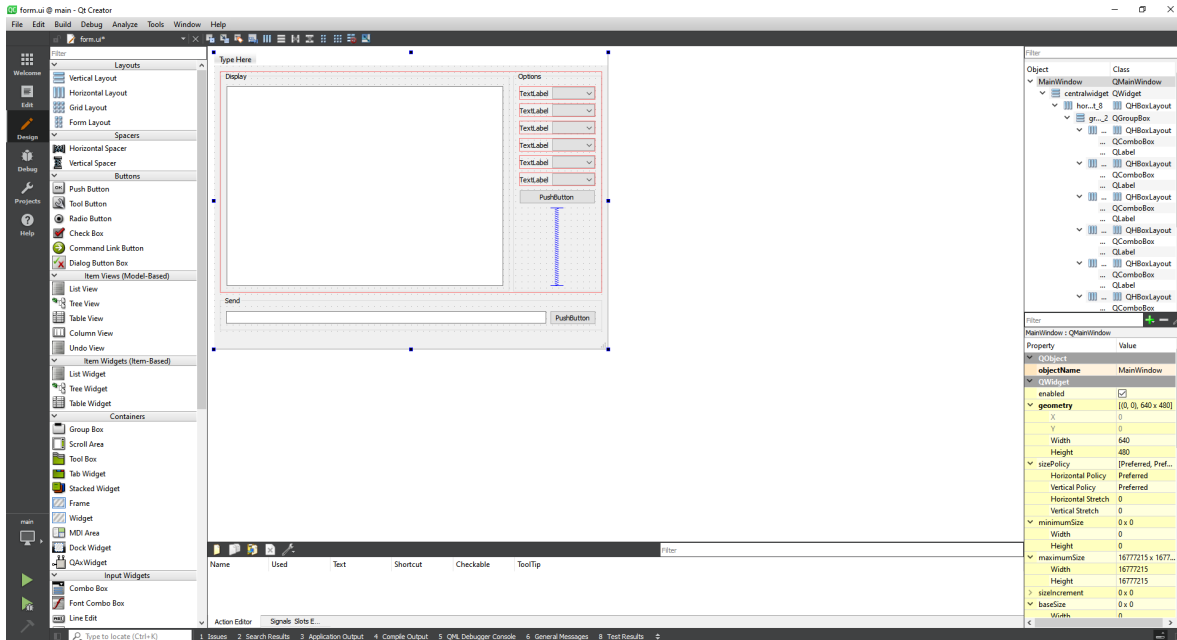 form.ui @ main - Qt Creator
File Edit Build Debug Analyze Tools Window Help
form.ui*
Welcome
Edit
Design
Debug
Projects
Help
main
Filter
Layouts
Vertical Layout
Horizontal Layout
Grid Layout
Form Layout
Spacers
Horizontal Spacer
Vertical Spacer
Buttons
Push Button
Tool Button
Radio Button
Check Box
Command Link Button
Dialog Button Box
Item Views (Model-Based)
List View
Tree View
Table View
Column View
Undo View
Item Widgets (Item-Based)
List Widget
Tree Widget
Table Widget
Containers
Group Box
Scroll Area
Tool Box
Tab Widget
Stacked Widget
Frame
Widget
MDI Area
Dock Widget
QAxWidget
Input Widgets
Combo Box
Font Combo Box
Line Edit
Type Here
Display
Options
TextLabel
TextLabel
TextLabel
TextLabel
TextLabel
TextLabel
PushButton
Send
PushButton
Filter
Name Used Text Shortcut Checkable ToolTip
Action Editor Signals Slots E...
Filter
Object Class
MainWindow QMainWindow
centralwidget QWidget
hor...t_8 QHBoxLayout
gr..._2 QGroupBox
... QHBoxLayout
... QComboBox
... QLabel
... QHBoxLayout
... QComboBox
... QLabel
... QHBoxLayout
... QComboBox
... QLabel
... QHBoxLayout
... QComboBox
... QLabel
... QHBoxLayout
... QComboBox
... QLabel
... QHBoxLayout
... QComboBox
Filter
MainWindow : QMainWindow
Property Value
QObject
objectName MainWindow
QWidget
enabled
geometry [(0, 0), 640 x 480]
X 0
Y 0
Width 640
Height 480
sizePolicy [Preferred, Pref...
Horizontal Policy Preferred
Vertical Policy Preferred
Horizontal Stretch 0
Vertical Stretch 0
minimumSize 0 x 0
Width 0
Height 0
maximumSize 16777215 x 1677...
Width 16777215
Height 16777215
sizeIncrement 0 x 0
baseSize 0 x 0
Width 0
Type to locate (Ctrl+K) 1 Issues 2 Search Results 3 Application Output 4 Compile Output 5 QML Debugger Console 6 General Messages 8 Test Results